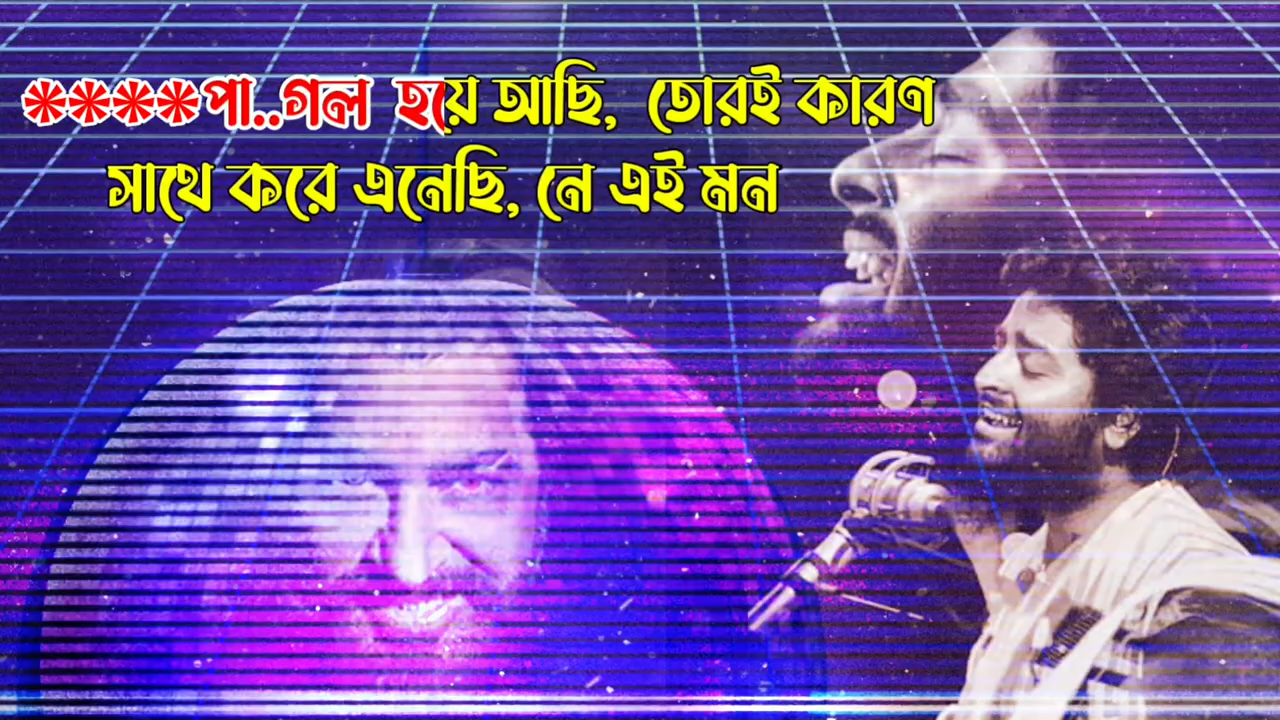 ****পা..গল হয়ে আছি, তোরই কারণ
সাথে করে এনেছি, নে এই মন